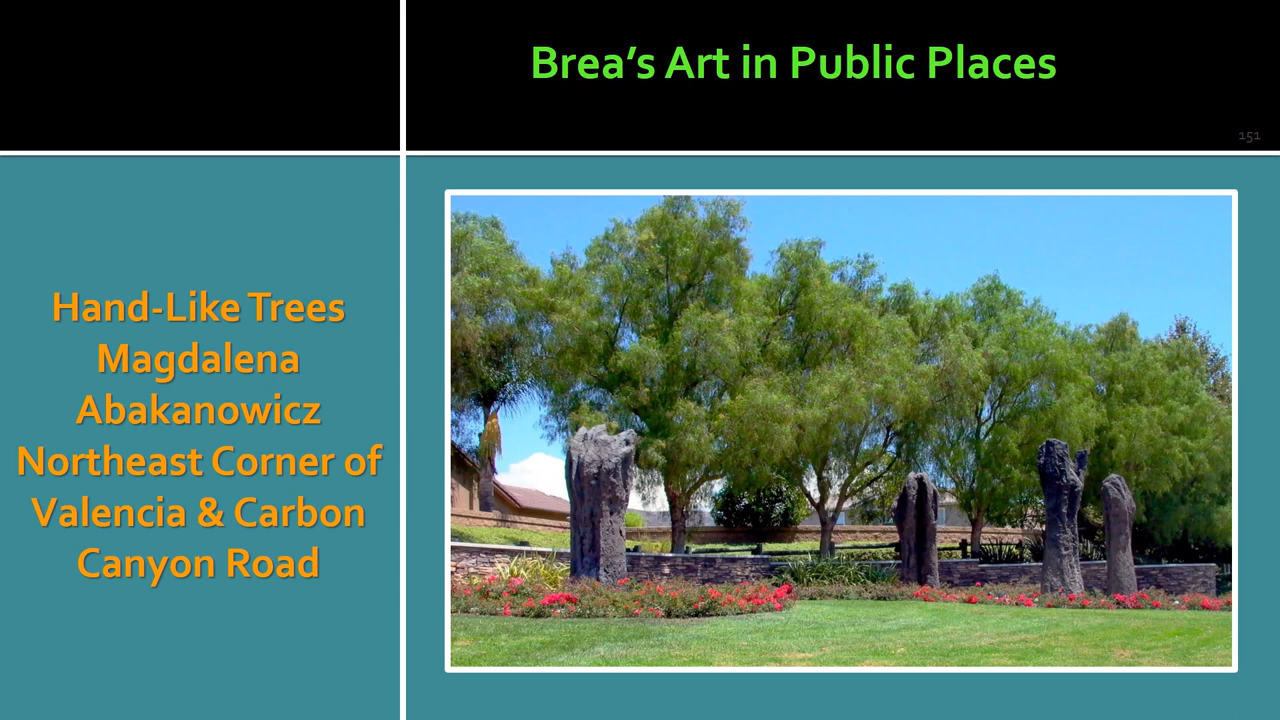 Brea’s Art in Public Places
151
Hand-Like Trees
Magdalena
Abakanowicz
Northeast Corner of
Valencia & Carbon
Canyon Road